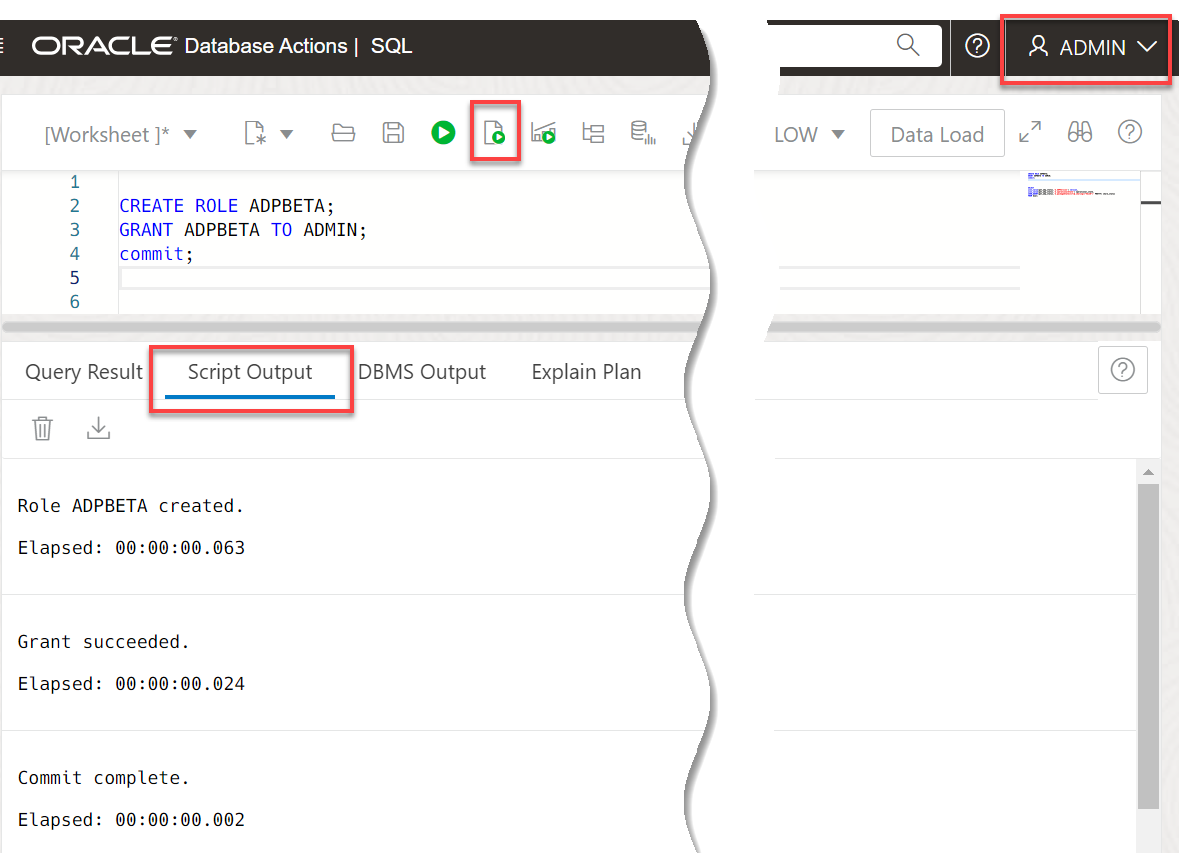 ORACLE® Database Actions | SQL
ADMIN
[Worksheet ]*
LOW
Data Load
1
2 CREATE ROLE ADPBETA;
3 GRANT ADPBETA TO ADMIN;
4 commit;
5
6
Query Result
Script Output
DBMS Output
Explain Plan
Role ADPBETA created.
Elapsed: 00:00:00.063
Grant succeeded.
Elapsed: 00:00:00.024
Commit complete.
Elapsed: 00:00:00.002